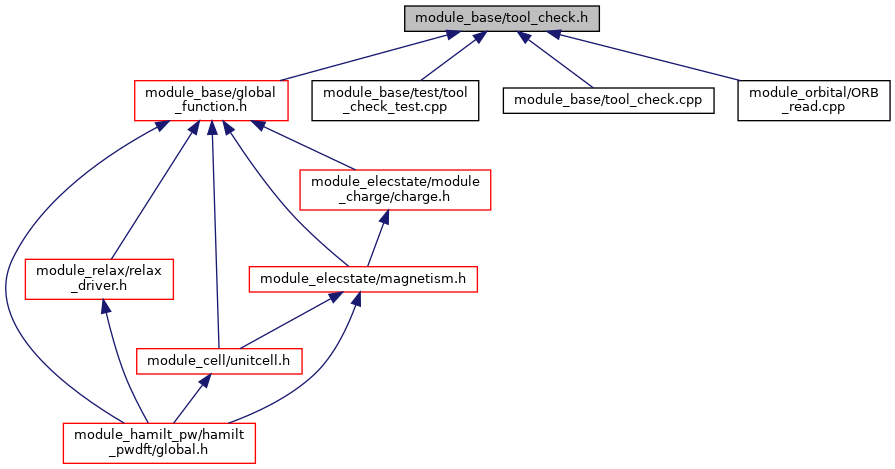 module_base/tool_check.h
module_base/global
_function.h
module_base/test/tool
_check_test.cpp
module_base/tool_check.cpp
module_orbital/ORB
_read.cpp
module_elecstate/module
_charge/charge.h
module_relax/relax
_driver.h
module_elecstate/magnetism.h
module_cell/unitcell.h
module_hamilt_pw/hamilt
_pwdft/global.h